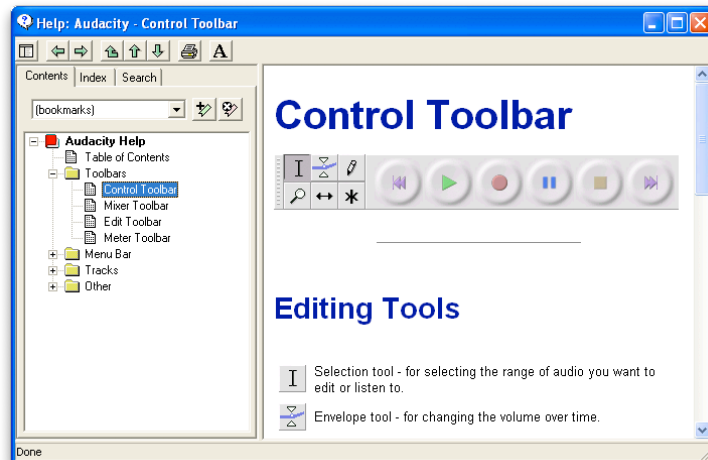 Help: Audacity - Control Toolbar
A
Contents Index Search
(bookmarks)
Audacity Help
Table of Contents
Toolbars
Control Toolbar
Mixer Toolbar
Edit Toolbar
Meter Toolbar
Menu Bar
Tracks
Other
Control Toolbar
Editing Tools
Selection tool - for selecting the range of audio you want to
edit or listen to.
Envelope tool - for changing the volume over time.
Done